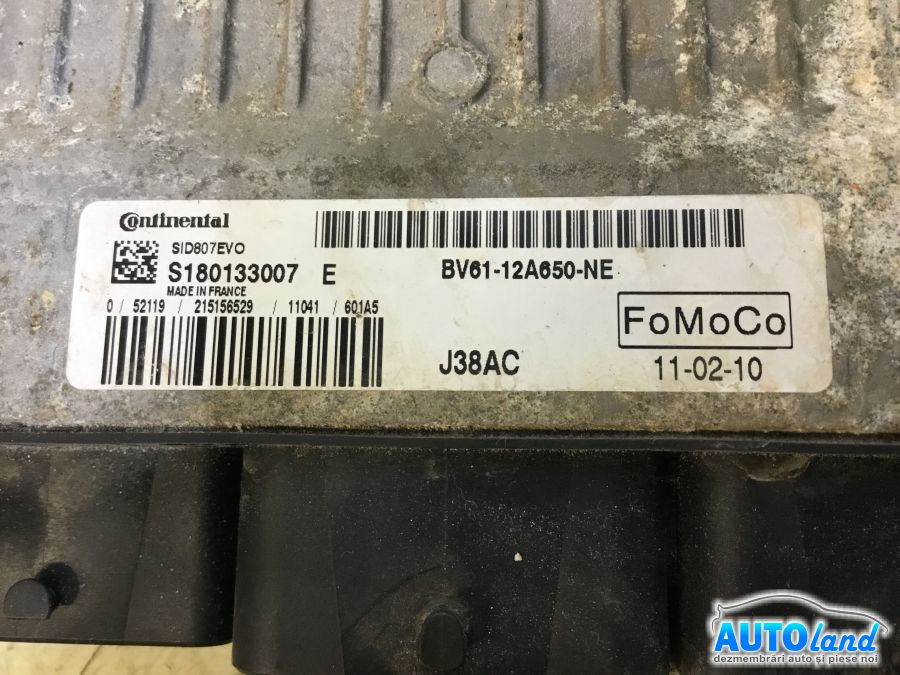 Continental
SID807EVO
S180133007 E
MADE IN FRANCE
0 / 52119 / 215156529 / 11041 / 601A5
BV61-12A650-NE
FoMoCo
J38AC
11-02-10
AUTOland
dezmembrări auto și piese noi